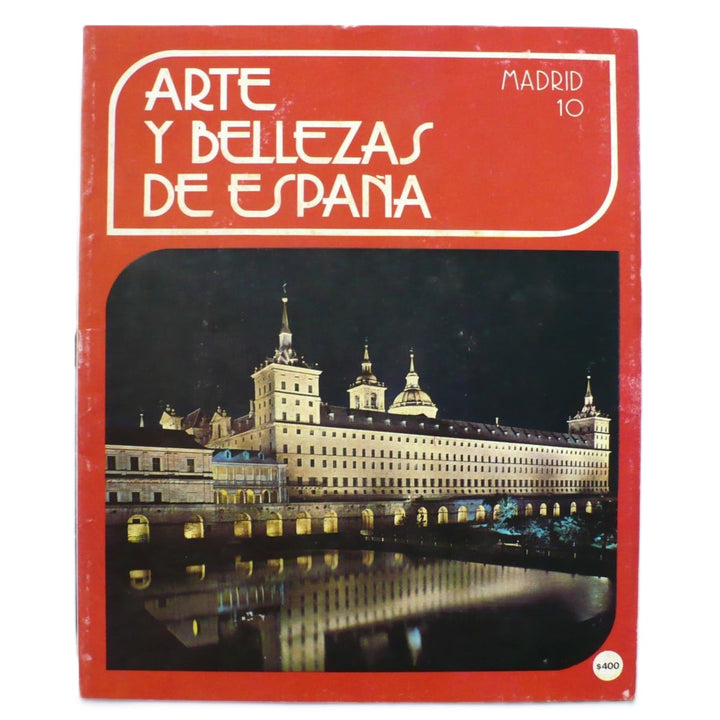 ARTE
Y BELLEZAS
DE ESPAÑA
MADRID
10
$400